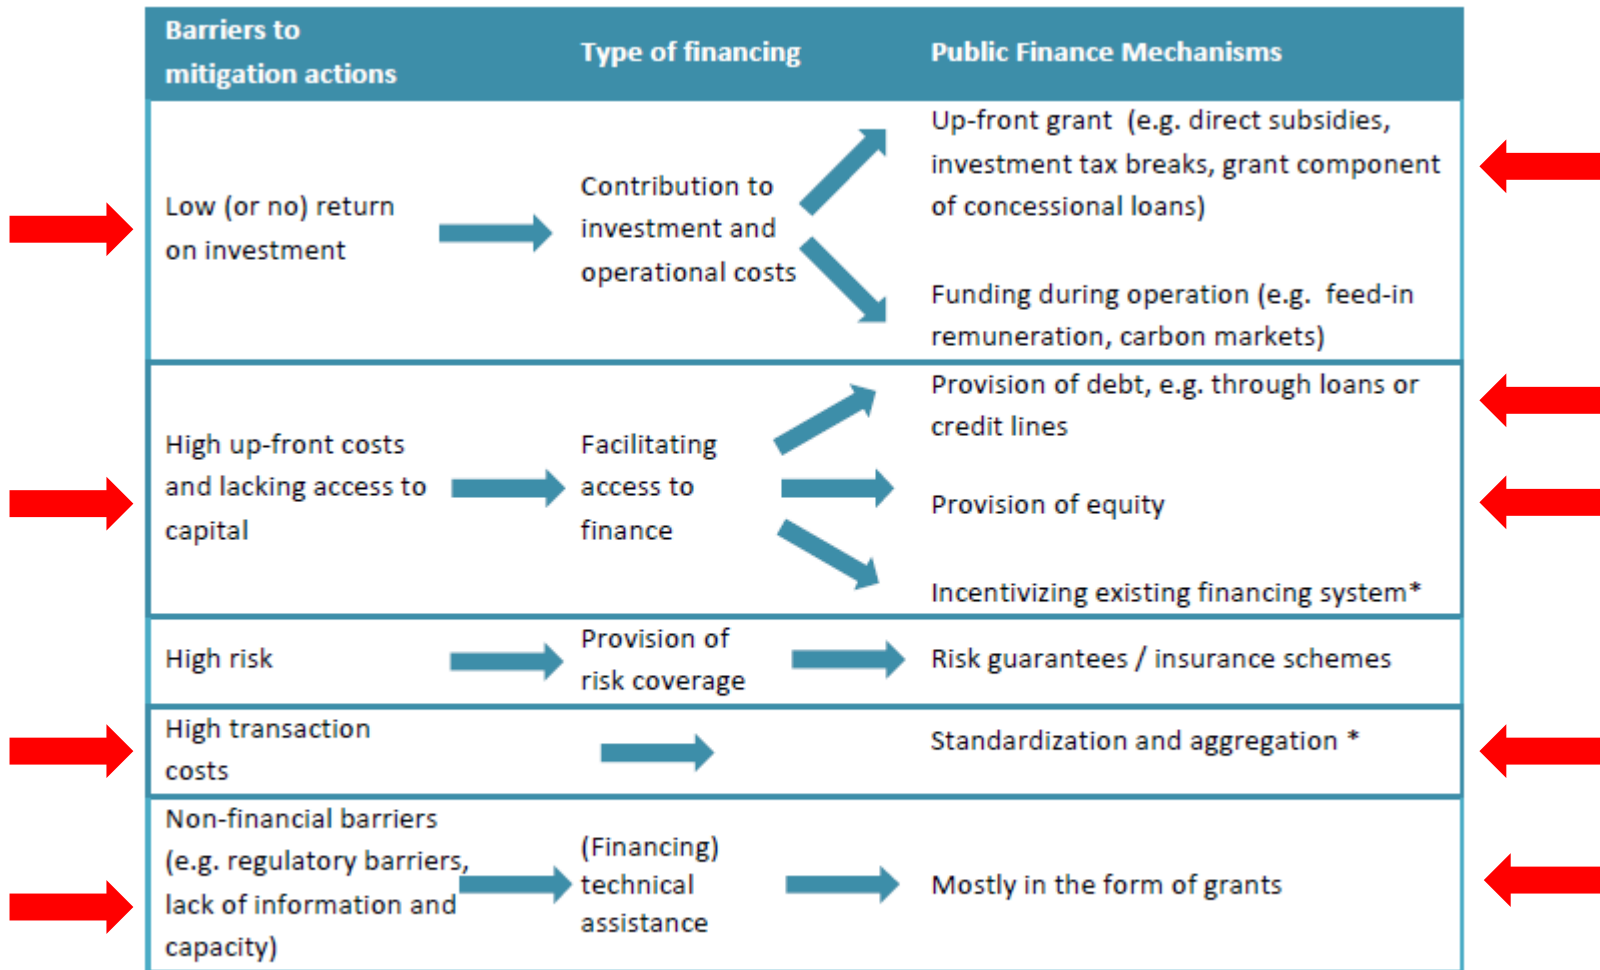 Barriers to
mitigation actions
Type of financing
Public Finance Mechanisms
Low (or no) return
on investment
Contribution to
investment and
operational costs
Up-front grant (e.g. direct subsidies,
investment tax breaks, grant component
of concessional loans)
Funding during operation (e.g. feed-in
remuneration, carbon markets)
High up-front costs
and lacking access to
capital
Facilitating
access to
finance
Provision of debt, e.g. through loans or
credit lines
Provision of equity
Incentivizing existing financing system*
High risk
Provision of
risk coverage
Risk guarantees / insurance schemes
High transaction
costs
Standardization and aggregation *
Non-financial barriers
(e.g. regulatory barriers,
lack of information and
capacity)
(Financing)
technical
assistance
Mostly in the form of grants